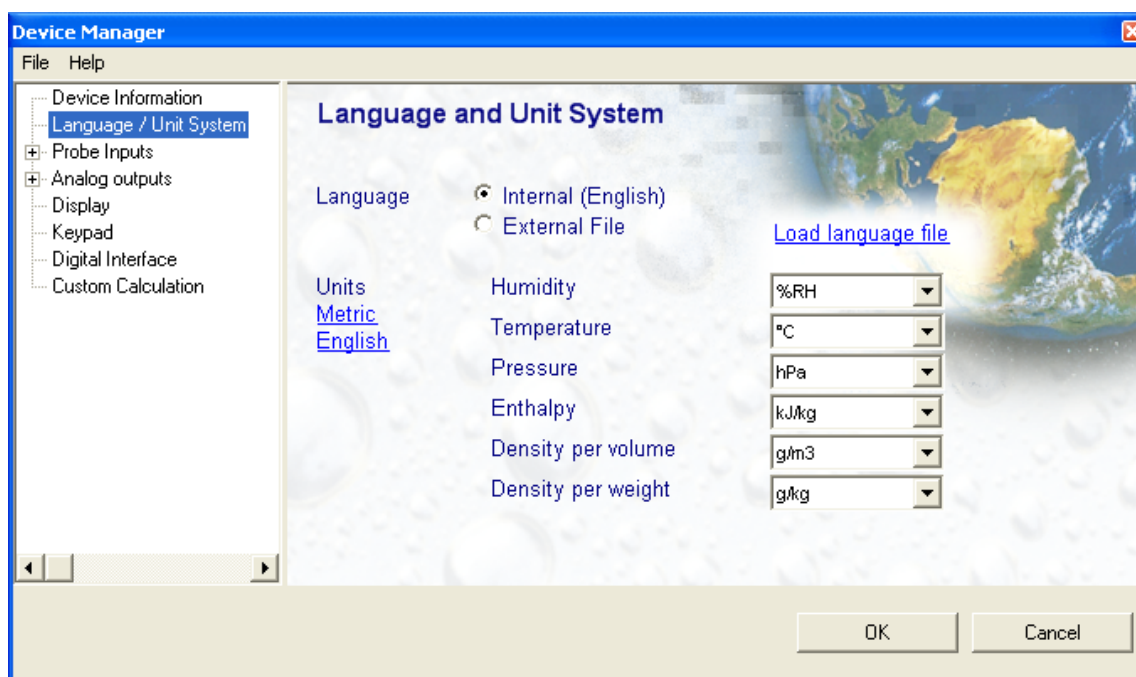 Device Manager
File Help
Device Information
Language / Unit System
Probe Inputs
Analog outputs
Display
Keypad
Digital Interface
Custom Calculation
Language and Unit System
Language
Internal (English)
External File
Load language file
Units
Metric
English
Humidity %RH
Temperature °C
Pressure hPa
Enthalpy kJ/kg
Density per volume g/m3
Density per weight g/kg
OK Cancel